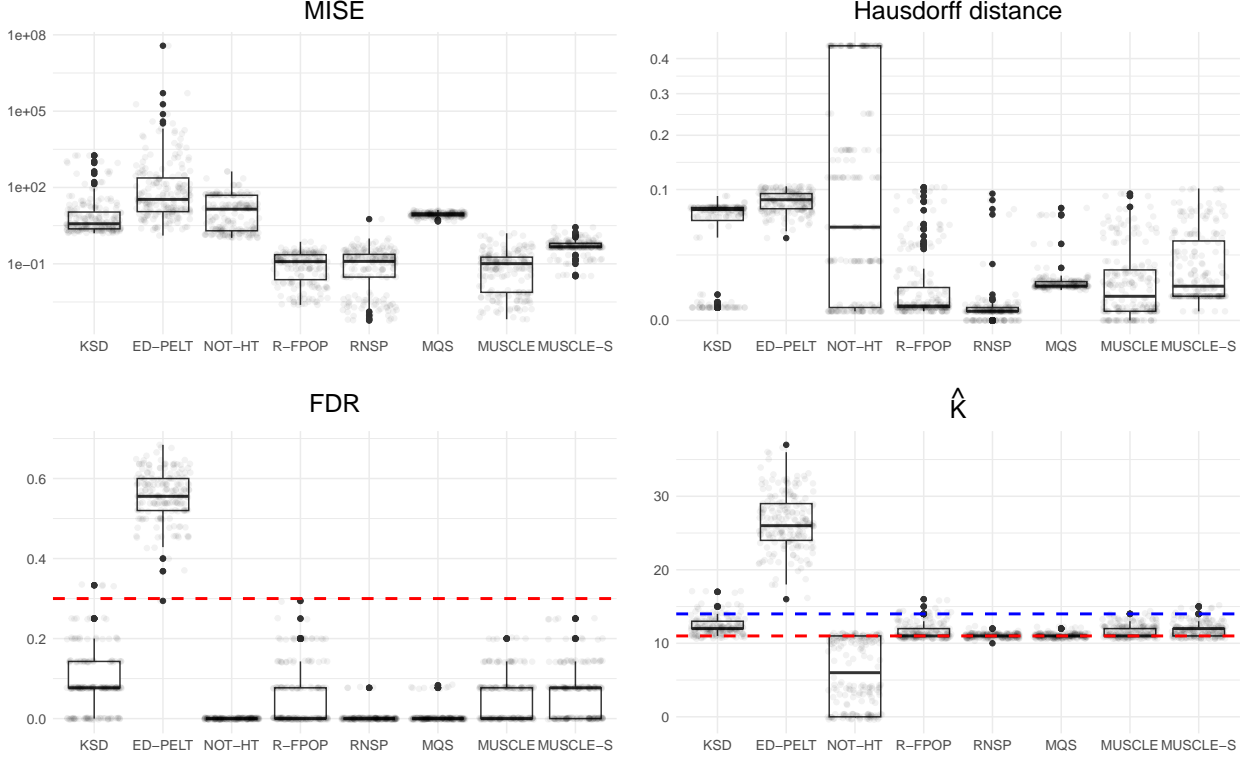 MISE
1e+08
1e+05
1e+02
1e−01
KSD ED−PELT NOT−HT R−FPOP RNSP MQS MUSCLE MUSCLE−S
Hausdorff distance
0.4
0.3
0.2
0.1
0.0
KSD ED−PELT NOT−HT R−FPOP RNSP MQS MUSCLE MUSCLE−S
FDR
0.6
0.4
0.2
0.0
KSD ED−PELT NOT−HT R−FPOP RNSP MQS MUSCLE MUSCLE−S
K̂
30
20
10
0
KSD ED−PELT NOT−HT R−FPOP RNSP MQS MUSCLE MUSCLE−S